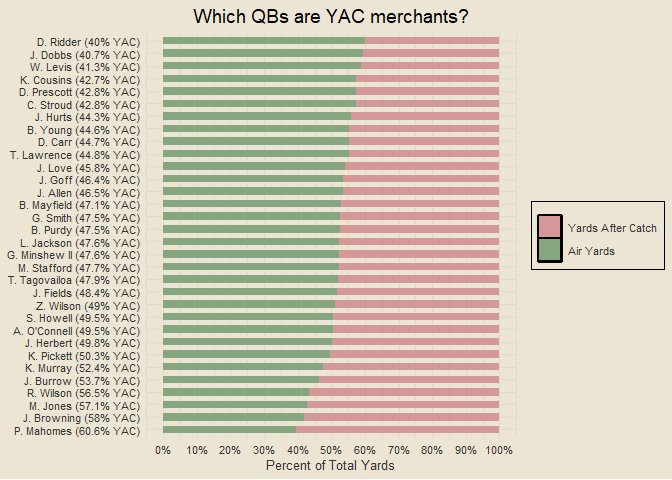 Which QBs are YAC merchants?
D. Ridder (40% YAC)
J. Dobbs (40.7% YAC)
W. Levis (41.3% YAC)
K. Cousins (42.7% YAC)
D. Prescott (42.8% YAC)
C. Stroud (42.8% YAC)
J. Hurts (44.3% YAC)
B. Young (44.6% YAC)
D. Carr (44.7% YAC)
T. Lawrence (44.8% YAC)
J. Love (45.8% YAC)
J. Goff (46.4% YAC)
J. Allen (46.5% YAC)
B. Mayfield (47.1% YAC)
G. Smith (47.5% YAC)
B. Purdy (47.5% YAC)
L. Jackson (47.6% YAC)
G. Minshew II (47.6% YAC)
M. Stafford (47.7% YAC)
T. Tagovailoa (47.9% YAC)
J. Fields (48.4% YAC)
Z. Wilson (49% YAC)
S. Howell (49.5% YAC)
A. O'Connell (49.5% YAC)
J. Herbert (49.8% YAC)
K. Pickett (50.3% YAC)
K. Murray (52.4% YAC)
J. Burrow (53.7% YAC)
R. Wilson (56.5% YAC)
M. Jones (57.1% YAC)
J. Browning (58% YAC)
P. Mahomes (60.6% YAC)
0% 10% 20% 30% 40% 50% 60% 70% 80% 90% 100%
Percent of Total Yards
Yards After Catch
Air Yards